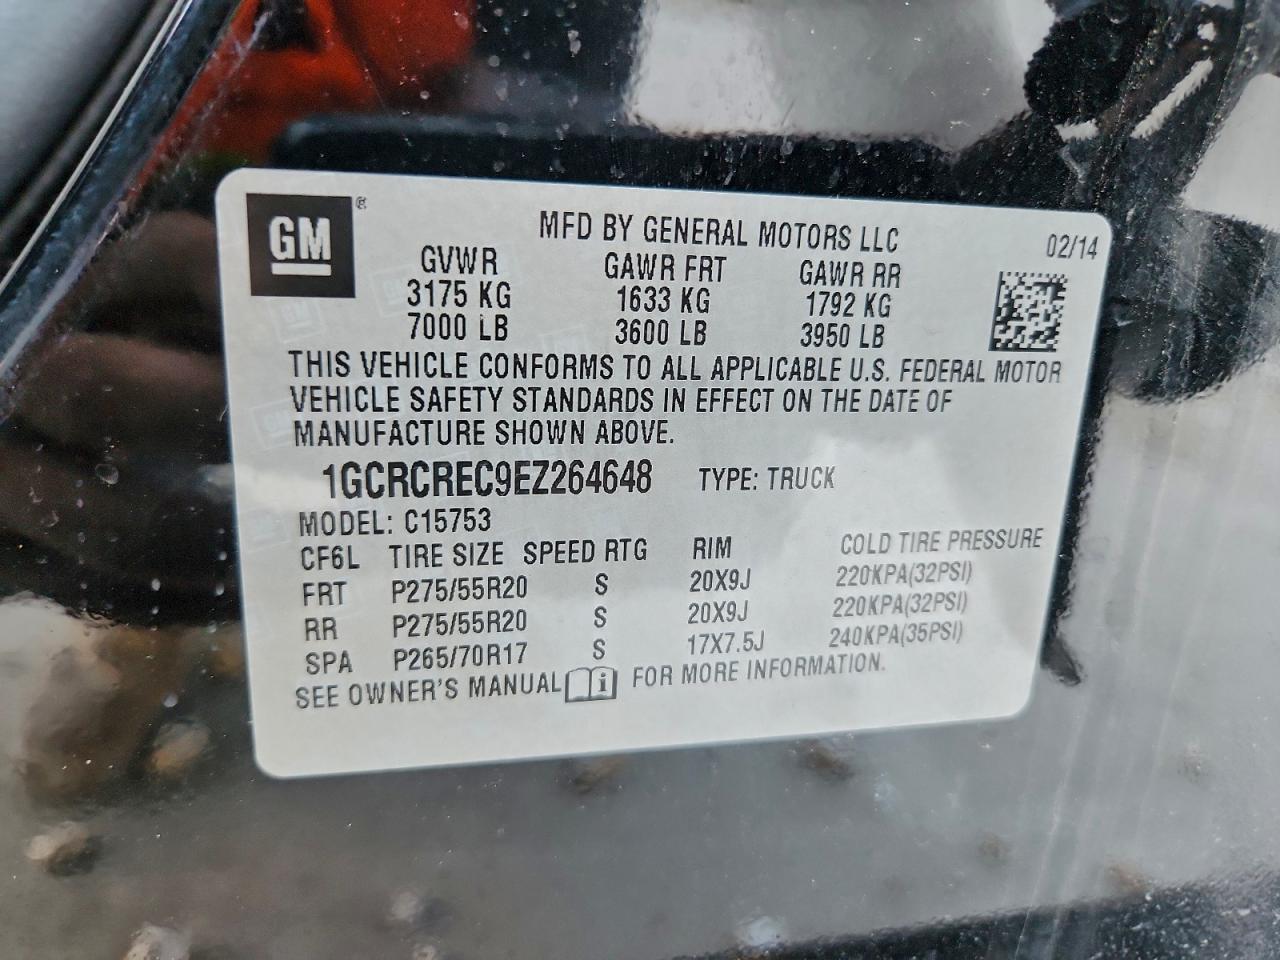 GM ®
MFD BY GENERAL MOTORS LLC 02/14
GVWR GAWR FRT GAWR RR
3175 KG 1633 KG 1792 KG
7000 LB 3600 LB 3950 LB
THIS VEHICLE CONFORMS TO ALL APPLICABLE U.S. FEDERAL MOTOR
VEHICLE SAFETY STANDARDS IN EFFECT ON THE DATE OF
MANUFACTURE SHOWN ABOVE.
1GCRCREC9EZ264648 TYPE: TRUCK
MODEL: C15753
CF6L TIRE SIZE SPEED RTG RIM COLD TIRE PRESSURE
FRT P275/55R20 S 20X9J 220KPA(32PSI)
RR P275/55R20 S 20X9J 220KPA(32PSI)
SPA P265/70R17 S 17X7.5J 240KPA(35PSI)
SEE OWNER'S MANUAL i FOR MORE INFORMATION.